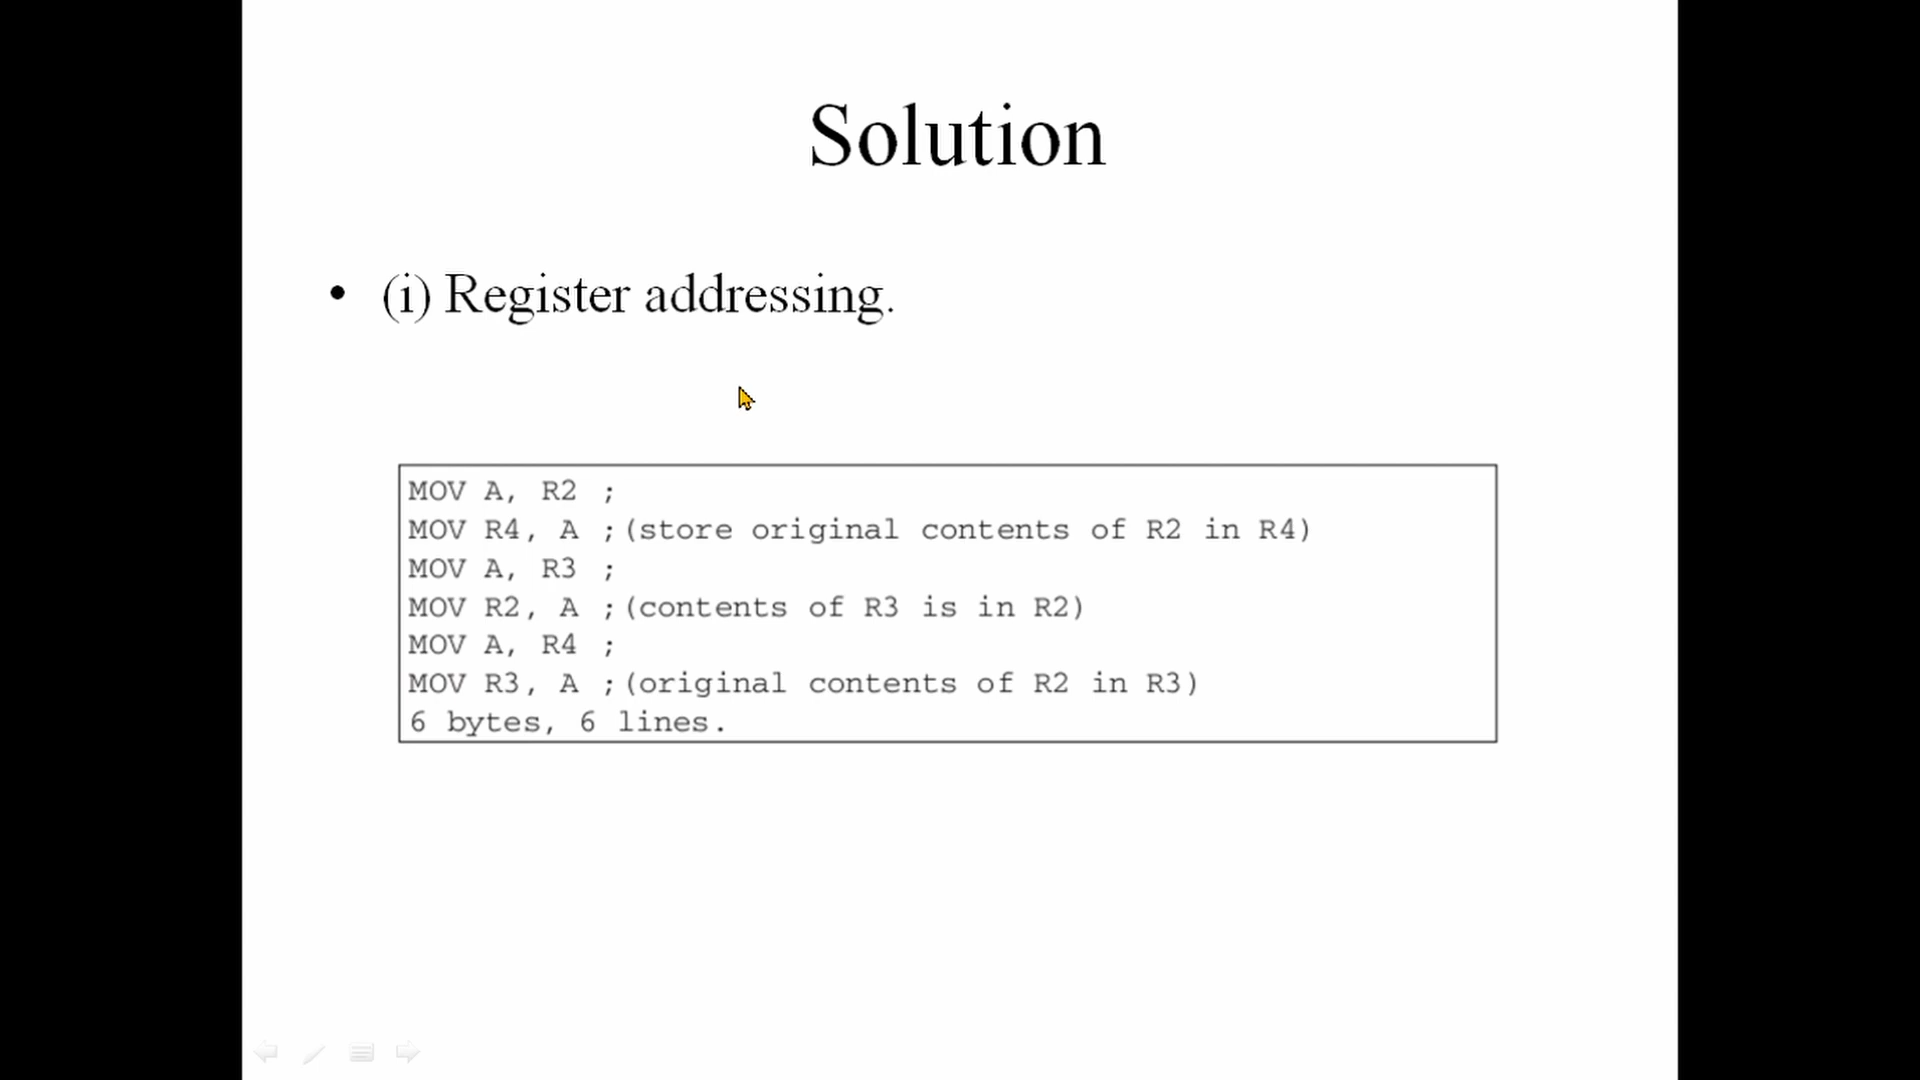 Solution
• (i) Register addressing.
MOV A, R2 ;
MOV R4, A ;(store original contents of R2 in R4)
MOV A, R3 ;
MOV R2, A ;(contents of R3 is in R2)
MOV A, R4 ;
MOV R3, A ;(original contents of R2 in R3)
6 bytes, 6 lines.